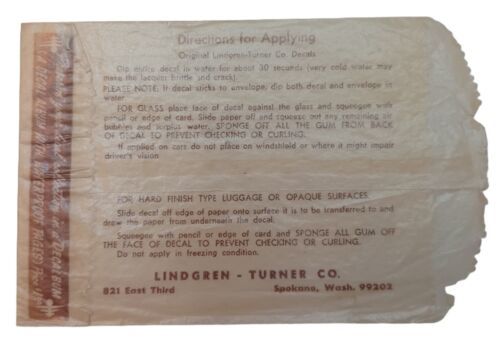 Directions for Applying
Original Lindgren-Turner Co. Decals
Dip entire decal in water for about 30 seconds (very cold water may
make the lacquer brittle and crack).
PLEASE NOTE. If decal sticks to envelope, dip both decal and envelope in
water
FOR GLASS place face of decal against the glass and squeegee with
pencil or edge of card. Slide paper off and squeeze out any remaining air
bubbles and surplus water, SPONGE OFF ALL THE GUM FROM BACK
OF DECAL TO PREVENT CHECKING OR CURLING.
If applied on cars do not place on windshield or where it might impair
driver's vision
FOR HARD FINISH TYPE LUGGAGE OR OPAQUE SURFACES.
Slide decal off edge of paper onto surface it is to be transferred to and
draw the paper from underneath the decal.
Squeegee with pencil or edge of card and SPONGE ALL GUM OFF
THE FACE OF DECAL TO PREVENT CHECKING OR CURLING.
Do not apply in freezing condition.
LINDGREN - TURNER CO.
821 East Third Spokane, Wash. 99202